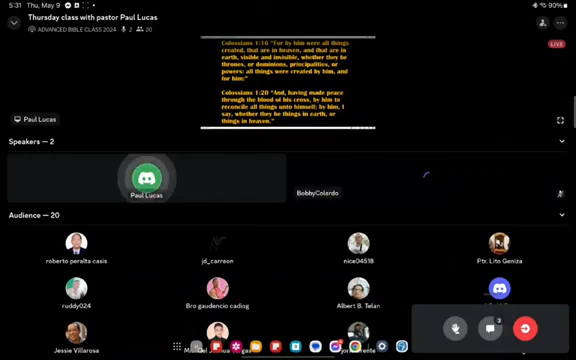 5:31 Thu, May 9
90%
Thursday class with pastor Paul Lucas
ADVANCED BIBLE CLASS 2024 2 20
LIVE
Colossians 1:16 "For by him were all things
created, that are in heaven, and that are in
earth, visible and invisible, whether they be
thrones, or dominions, principalities, or
powers: all things were created by him, and
for him:"
Colossians 1:20 "And, having made peace
through the blood of his cross, by him to
reconcile all things unto himself; by him, I
say, whether they be things in earth, or
things in heaven."
Paul Lucas
Speakers — 2
Paul Lucas
BobbyColardo
Audience — 20
roberto peralta casis
jd_carreon
nice04518
Ptr. Lito Geniza
ruddy024
Bro gaudencio cading
Albert B. Telan
3
Jessie Villarosa